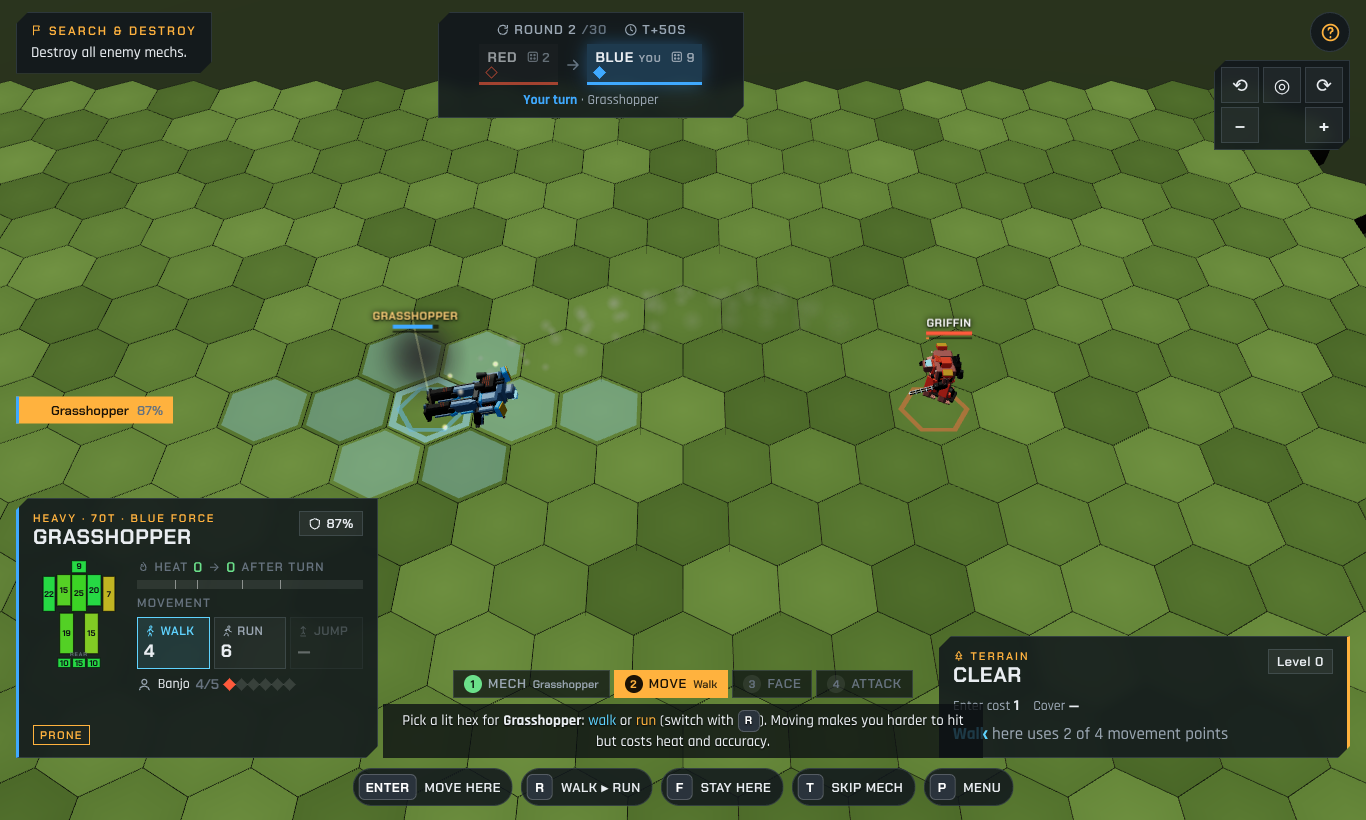 SEARCH & DESTROY
Destroy all enemy mechs.
ROUND 2 /30 T+50S
RED 2 → BLUE YOU 9
Your turn · Grasshopper
GRASSHOPPER
GRIFFIN
Grasshopper 87%
HEAVY · 70T · BLUE FORCE
GRASSHOPPER
87%
9
22 15 25 20 7
19 15
REAR
10 15 10
HEAT 0 → 0 AFTER TURN
MOVEMENT
WALK RUN JUMP
4 6 —
Banjo 4/5
PRONE
1 MECH Grasshopper 2 MOVE Walk 3 FACE 4 ATTACK
Pick a lit hex for Grasshopper: walk or run (switch with R). Moving makes you harder to hit
but costs heat and accuracy.
TERRAIN
CLEAR
Level 0
Enter cost 1 Cover —
Walk here uses 2 of 4 movement points
ENTER MOVE HERE R WALK ▸ RUN F STAY HERE T SKIP MECH P MENU